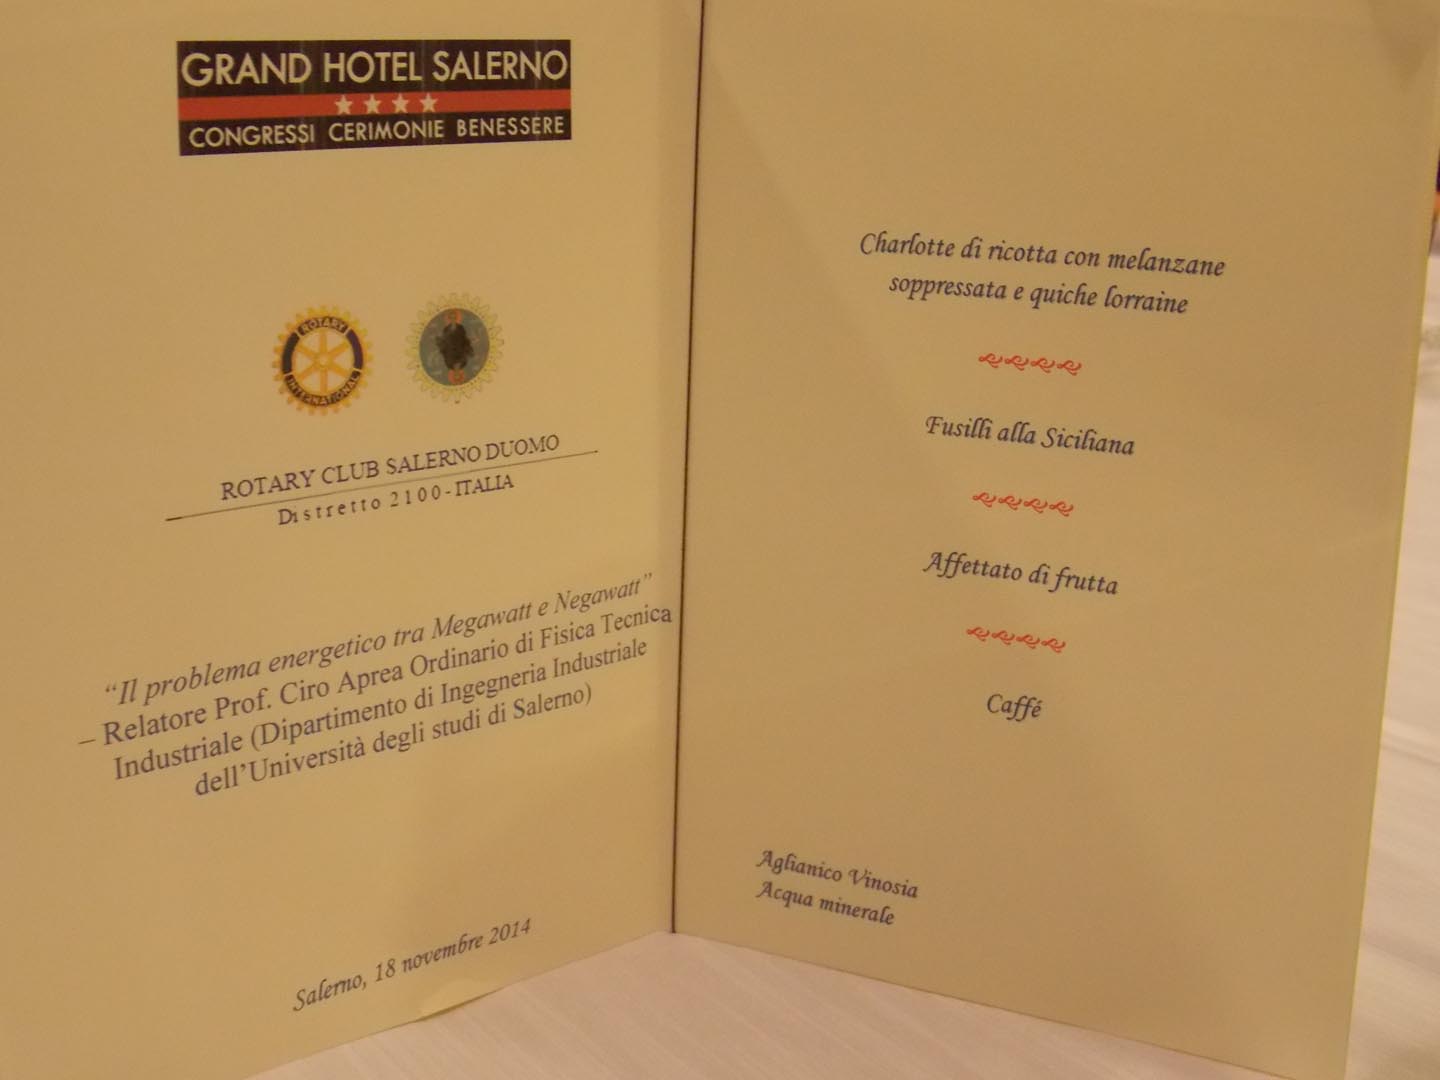 GRAND HOTEL SALERNO
CONGRESSI CERIMONIE BENESSERE
ROTARY
INTERNATIONAL
ROTARY CLUB SALERNO DUOMO
Distretto 2100-ITALIA
“Il problema energetico tra Megawatt e Negawatt”
– Relatore Prof. Ciro Aprea Ordinario di Fisica Tecnica
Industriale (Dipartimento di Ingegneria Industriale
dell’Università degli studi di Salerno)
Salerno, 18 novembre 2014
Charlotte di ricotta con melanzane
soppressata e quiche lorraine
Fusilli alla Siciliana
Affettato di frutta
Caffé
Aglianico Vinosia
Acqua minerale